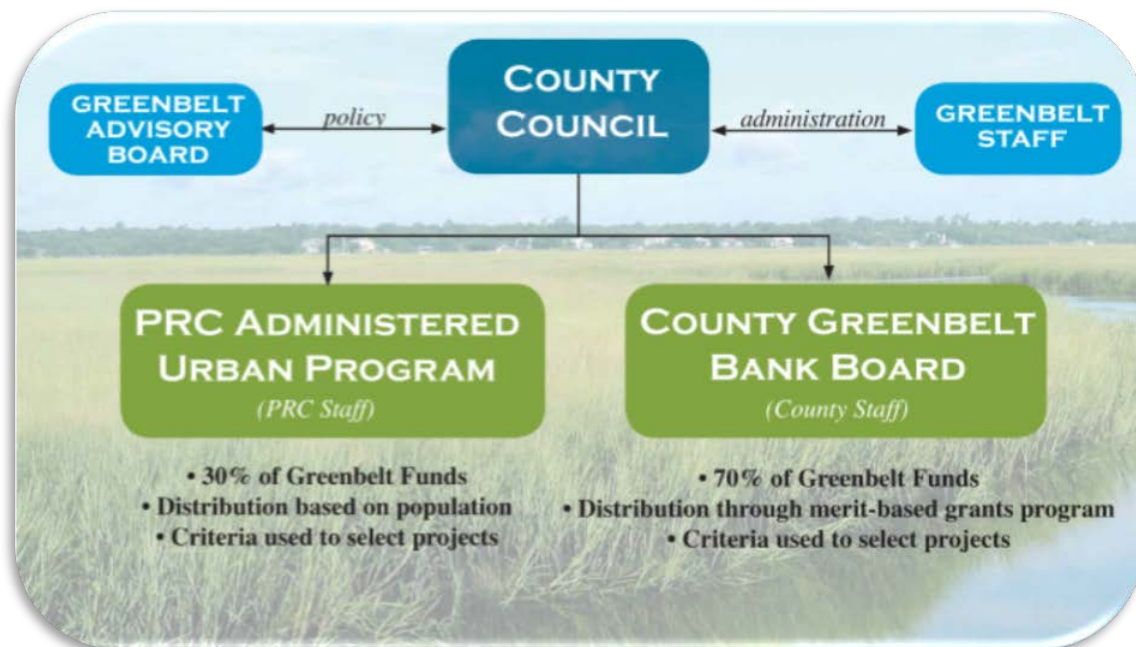 COUNTY
COUNCIL
GREENBELT
ADVISORY
BOARD
policy
administration
GREENBELT
STAFF
PRC ADMINISTERED
URBAN PROGRAM
(PRC Staff)
• 30% of Greenbelt Funds
• Distribution based on population
• Criteria used to select projects
COUNTY GREENBELT
BANK BOARD
(County Staff)
• 70% of Greenbelt Funds
• Distribution through merit-based grants program
• Criteria used to select projects